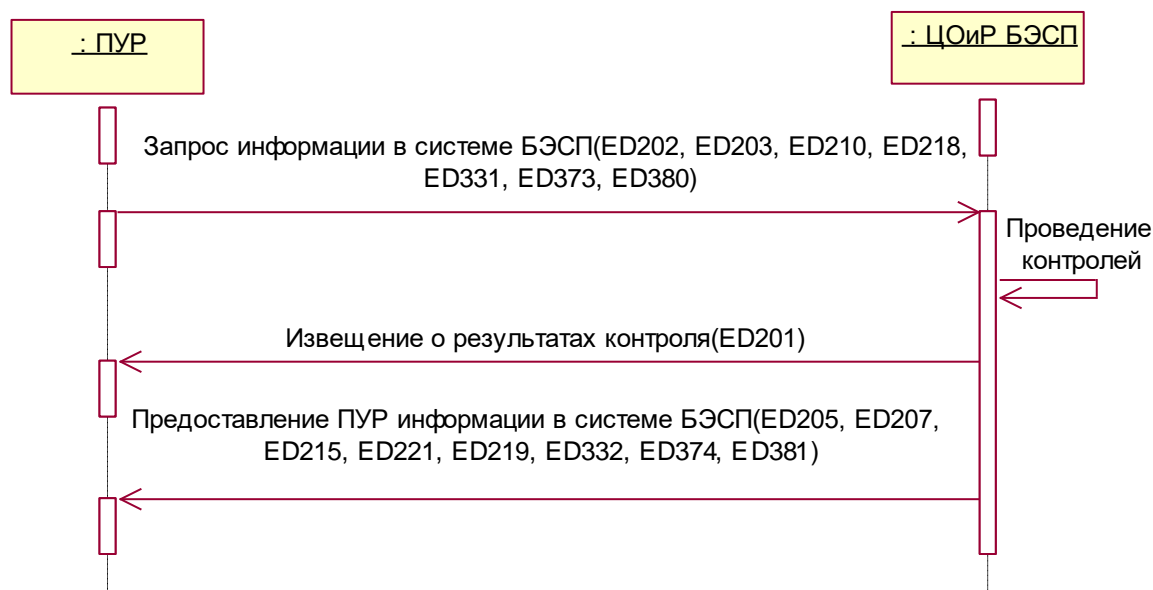 : ПУР
: ЦОиР БЭСП
Запрос информации в системе БЭСП(ED202, ED203, ED210, ED218,
ED331, ED373, ED380)
Проведение
контролей
Извещение о результатах контроля(ED201)
Предоставление ПУР информации в системе БЭСП(ED205, ED207,
ED215, ED221, ED219, ED332, ED374, ED381)